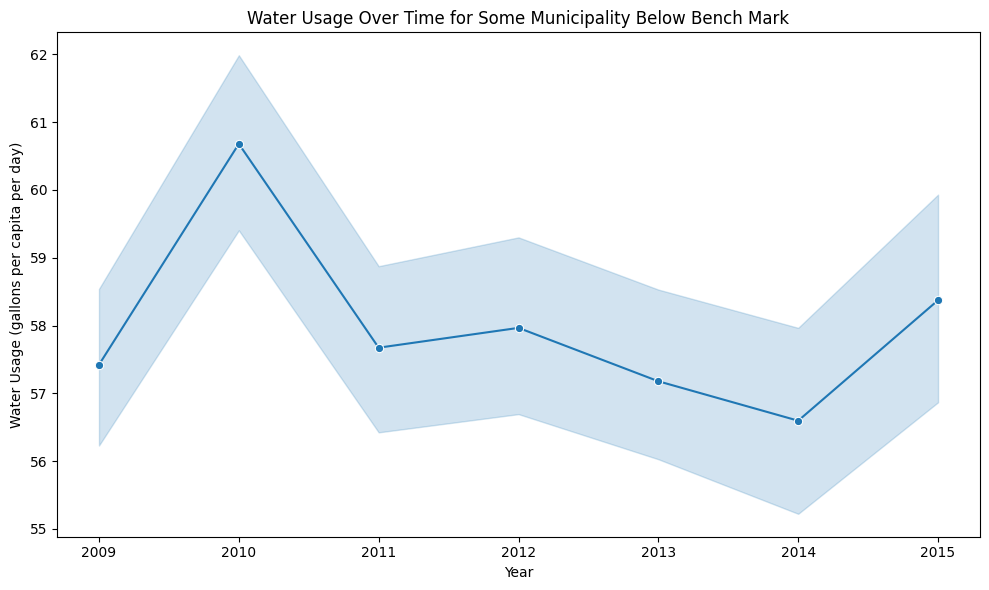 Water Usage Over Time for Some Municipality Below Bench Mark
Water Usage (gallons per capita per day)
62
61
60
59
58
57
56
55
2009 2010 2011 2012 2013 2014 2015
Year